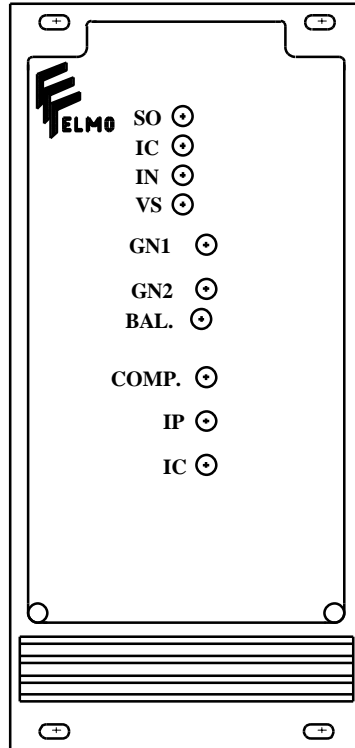 ELMO
SO
IC
IN
VS
GN1
GN2
BAL.
COMP.
IP
IC